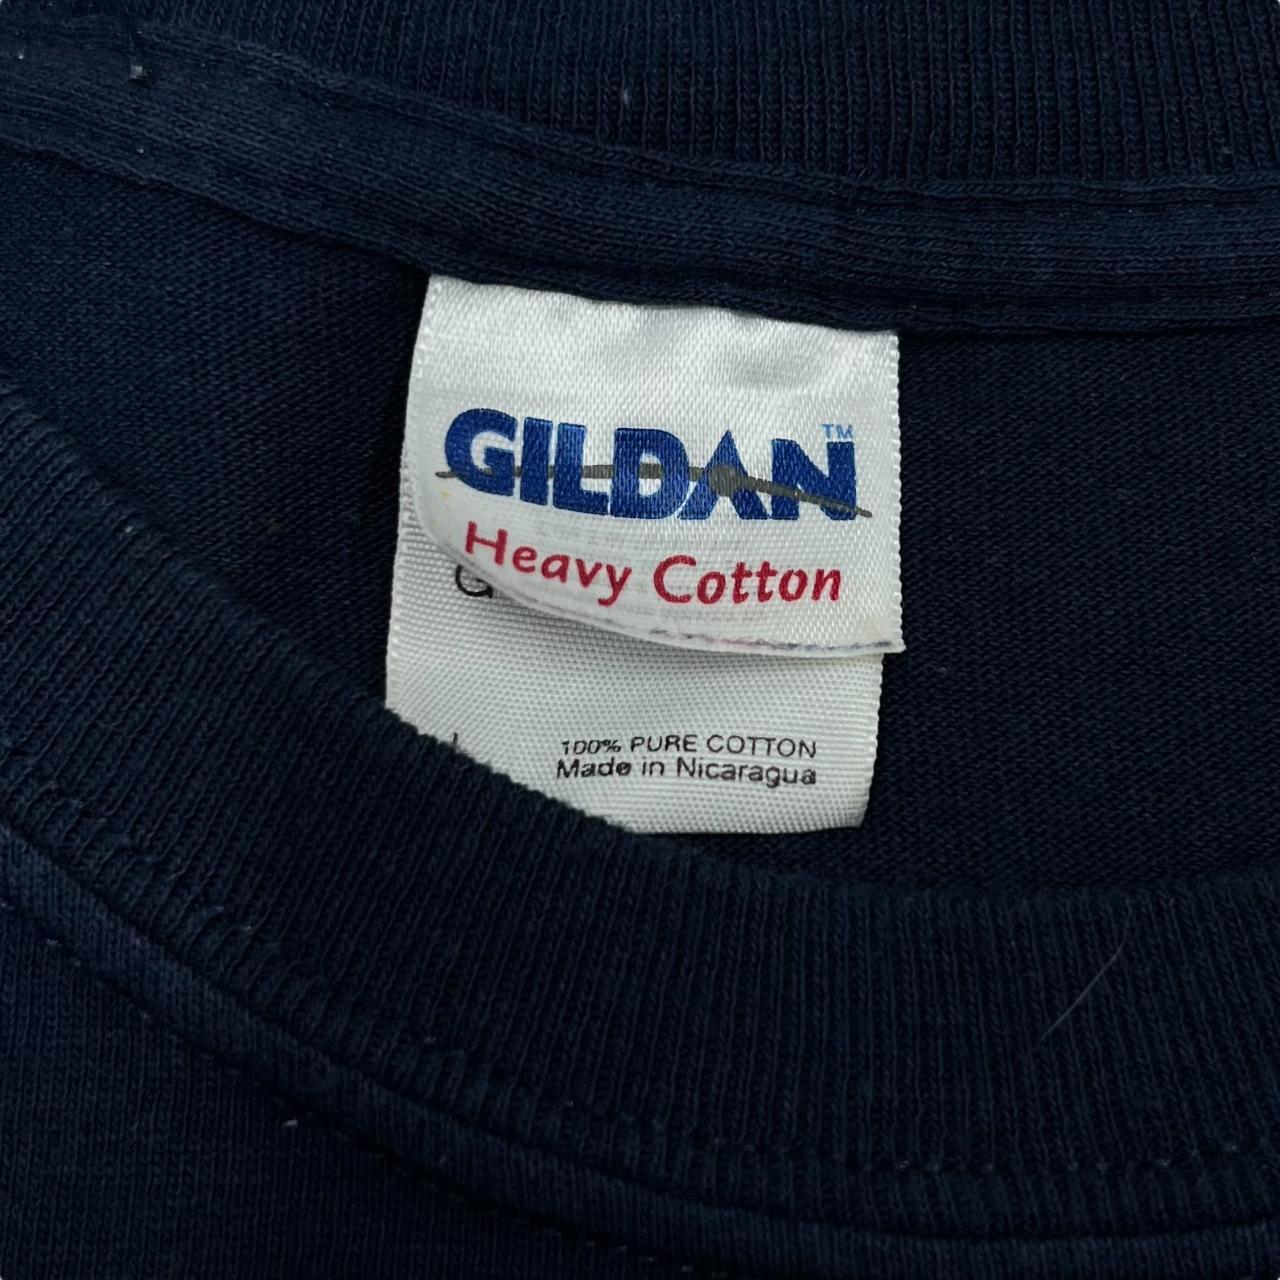 GILDAN™
Heavy Cotton
G
100% PURE COTTON
Made in Nicaragua